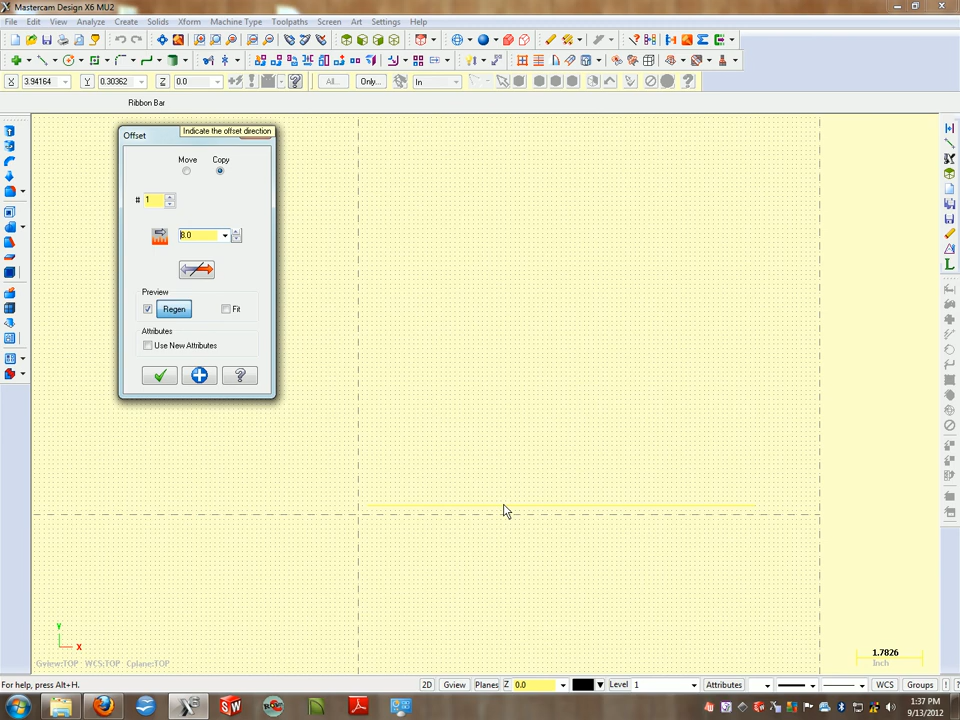 Mastercam Design X6 MU2
File Edit View Analyze Create Solids Xform Machine Type Toolpaths Screen Art Settings Help
X 3.94164 Y 0.30362 Z 0.0 All... Only... In
Ribbon Bar
Offset
Indicate the offset direction
Move Copy
# 1
8.0
Preview
Regen Fit
Attributes
Use New Attributes
L
Y
X
Gview:TOP WCS:TOP Cplane:TOP
1.7826
Inch
For help, press Alt+H. 2D Gview Planes Z 0.0 Level 1 Attributes WCS Groups ! ?
1:37 PM
9/13/2012